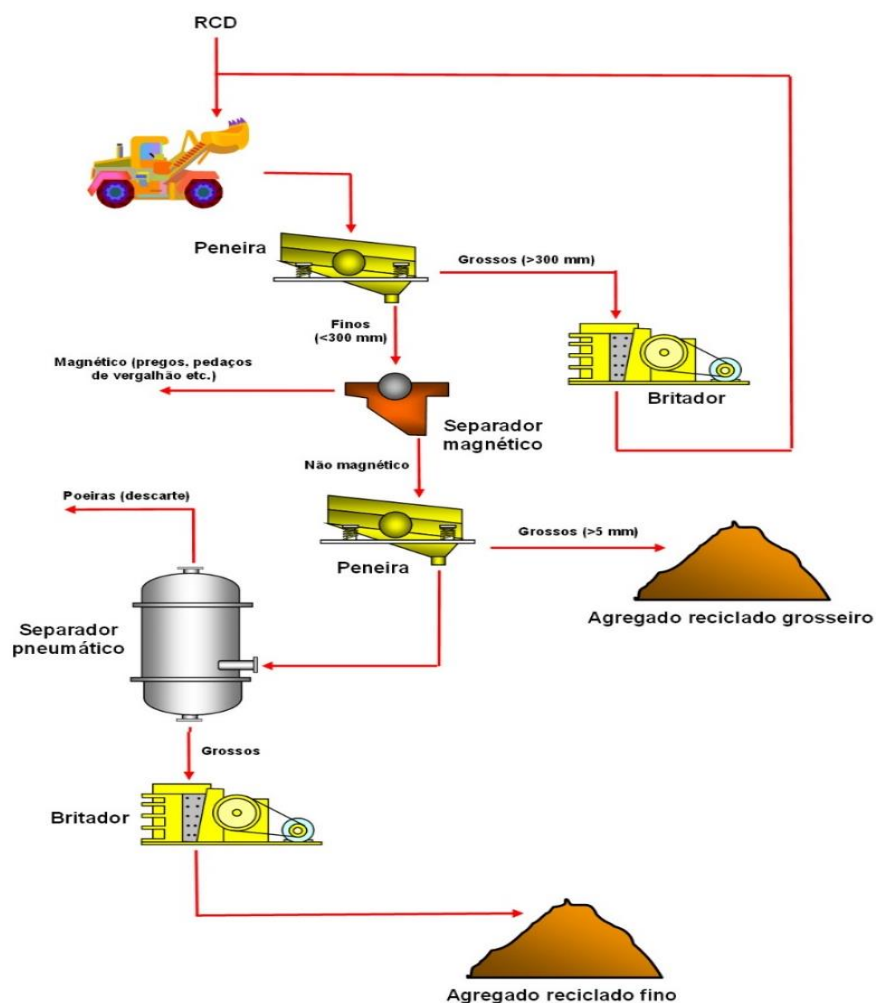 RCD
Peneira
Grossos (>300 mm)
Finos
(<300 mm)
Magnético (pregos, pedaços
de vergalhão etc.)
Britador
Separador
magnético
Não magnético
Poeiras (descarte)
Grossos (>5 mm)
Peneira
Agregado reciclado grosseiro
Separador
pneumático
Grossos
Britador
Agregado reciclado fino